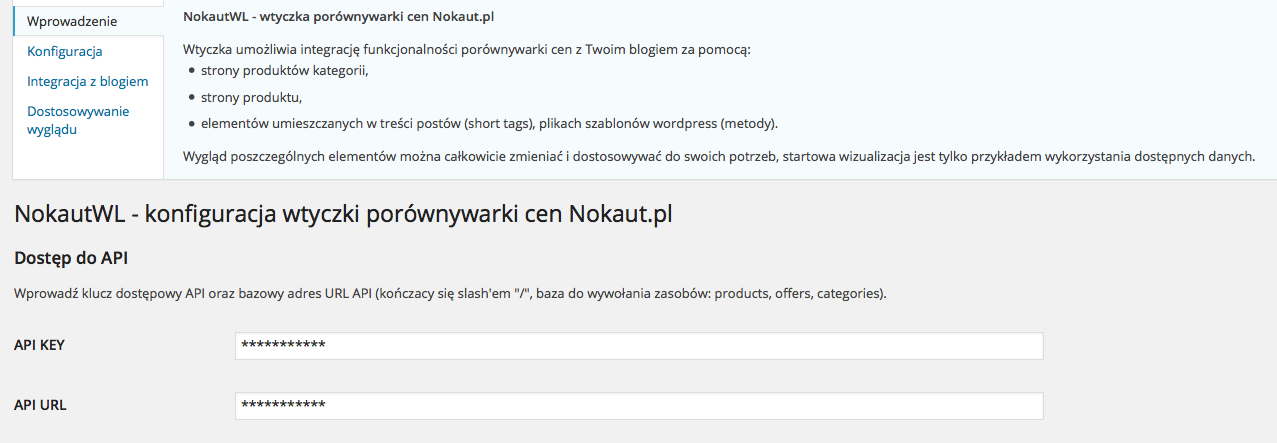 Wprowadzenie
Konfiguracja
Integracja z blogiem
Dostosowywanie
wyglądu
NokautWL - wtyczka porównywarki cen Nokaut.pl
Wtyczka umożliwia integrację funkcjonalności porównywarki cen z Twoim blogiem za pomocą:
• strony produktów kategorii,
• strony produktu,
• elementów umieszczanych w treści postów (short tags), plikach szablonów wordpress (metody).
Wygląd poszczególnych elementów można całkowicie zmieniać i dostosowywać do swoich potrzeb, startowa wizualizacja jest tylko przykładem wykorzystania dostępnych danych.
NokautWL - konfiguracja wtyczki porównywarki cen Nokaut.pl
Dostęp do API
Wprowadź klucz dostępowy API oraz bazowy adres URL API (kończacy się slash'em "/", baza do wywołania zasobów: products, offers, categories).
API KEY ***********
API URL ***********